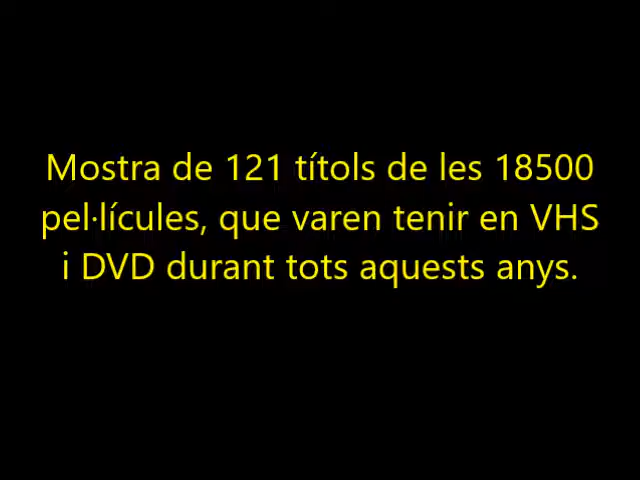 Mostra de 121 títols de les 18500
pel·lícules, que varen tenir en VHS
i DVD durant tots aquests anys.